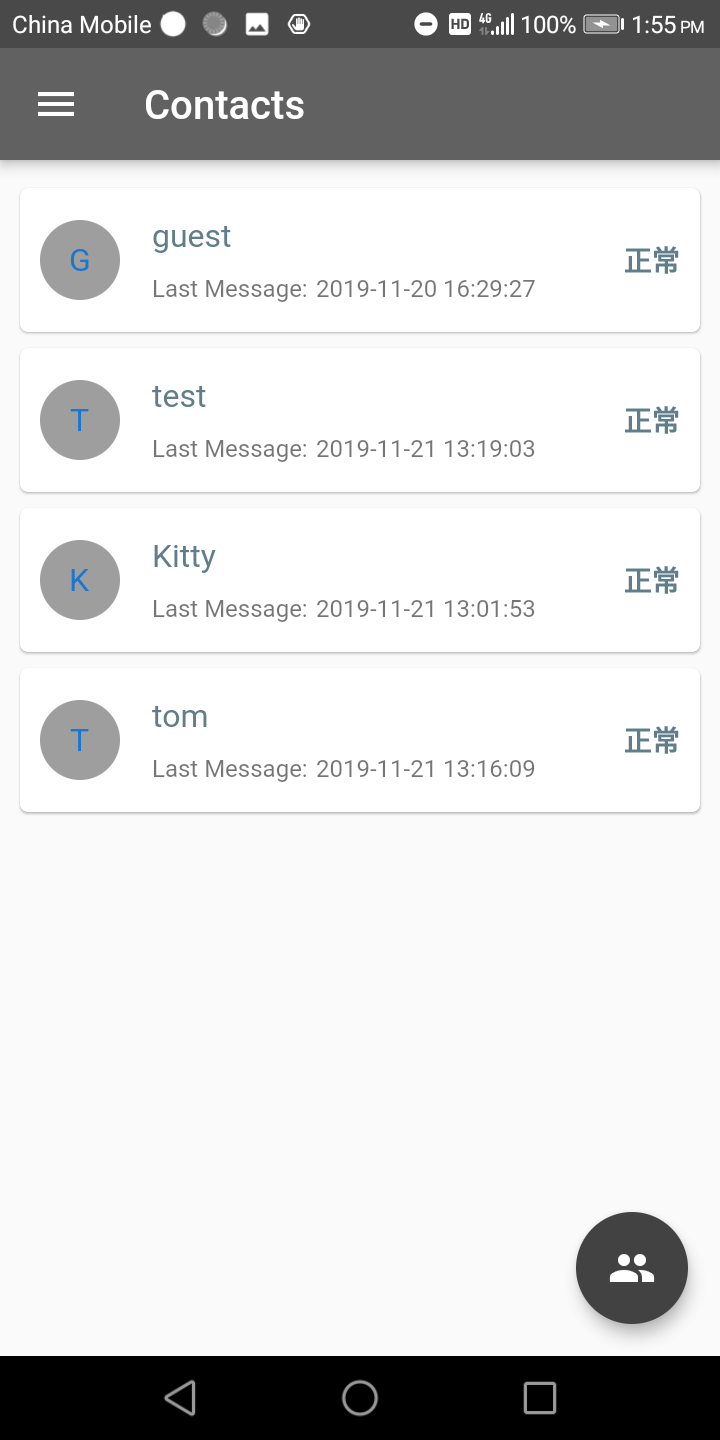 China Mobile HD 4G 100% 1:55 PM
Contacts
G
guest
Last Message: 2019-11-20 16:29:27
正常
T
test
Last Message: 2019-11-21 13:19:03
正常
K
Kitty
Last Message: 2019-11-21 13:01:53
正常
T
tom
Last Message: 2019-11-21 13:16:09
正常